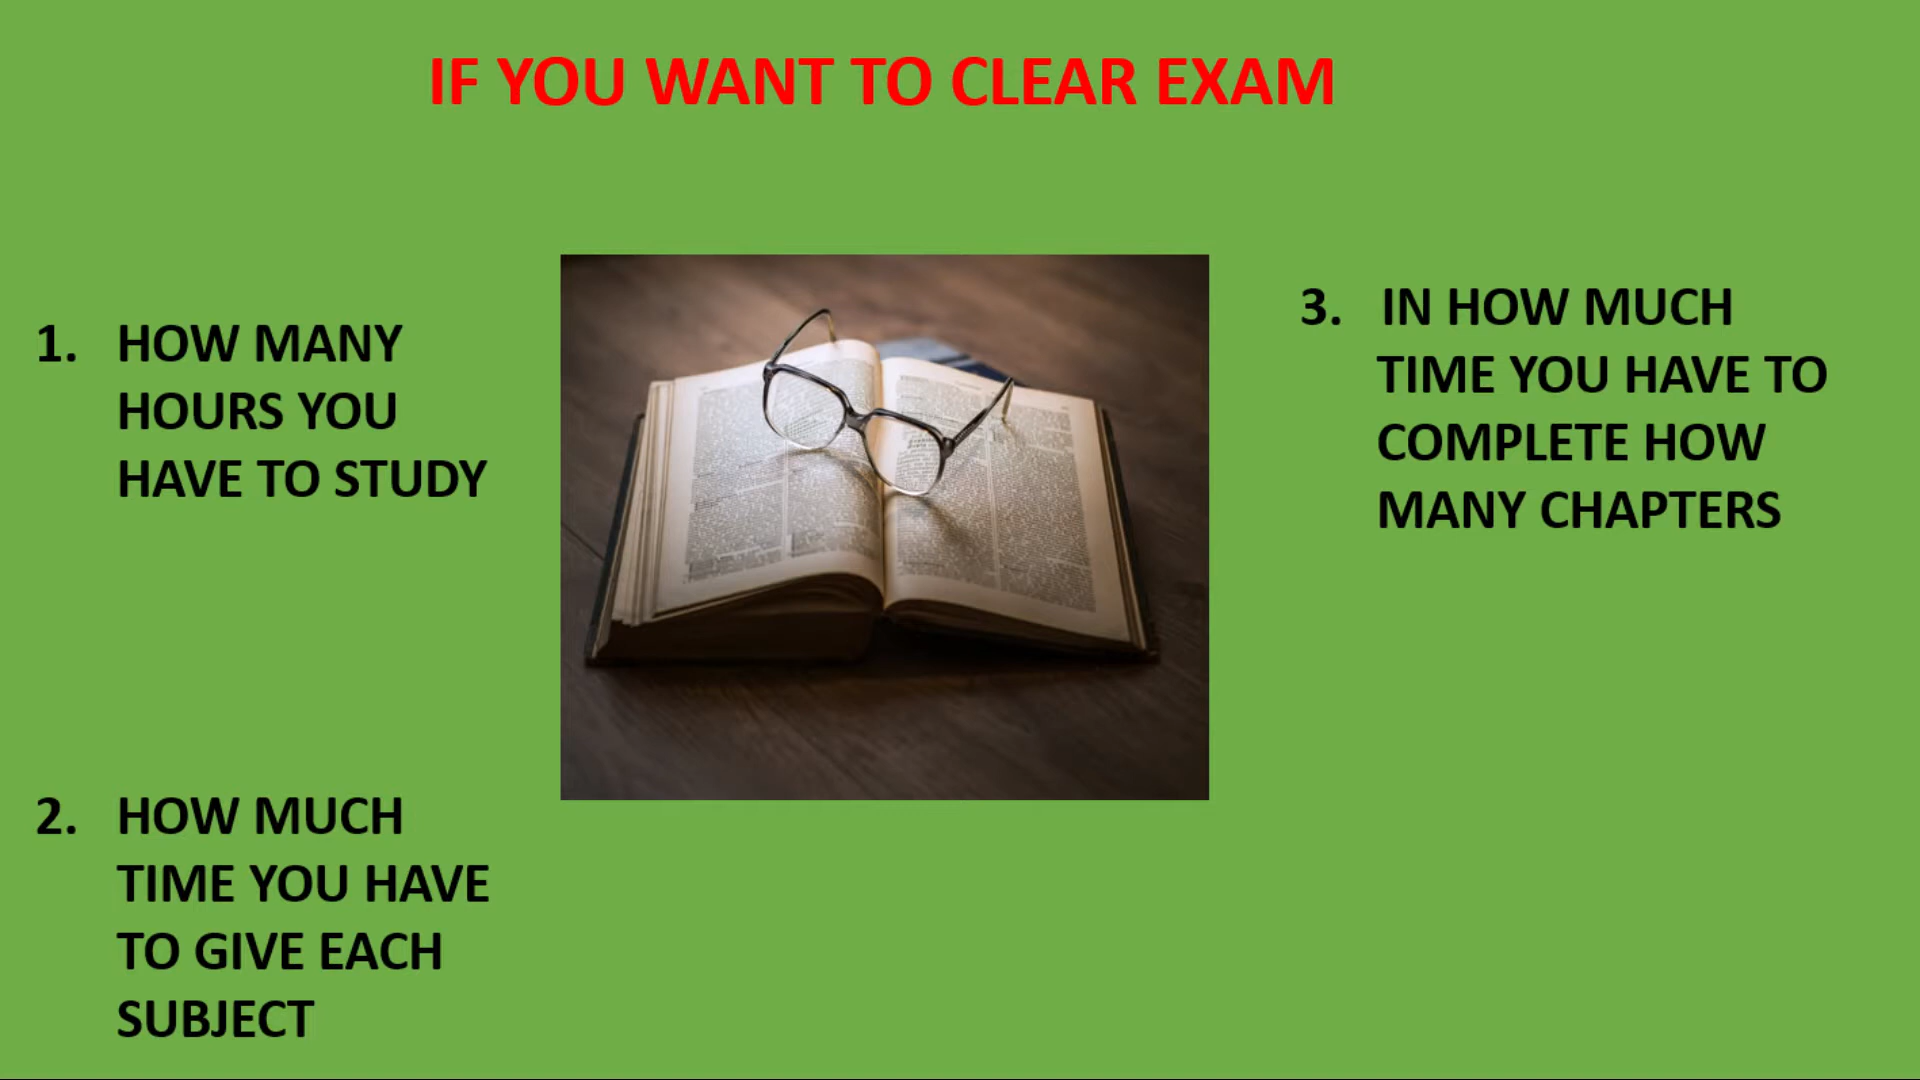 IF YOU WANT TO CLEAR EXAM
1. HOW MANY
HOURS YOU
HAVE TO STUDY
2. HOW MUCH
TIME YOU HAVE
TO GIVE EACH
SUBJECT
3. IN HOW MUCH
TIME YOU HAVE TO
COMPLETE HOW
MANY CHAPTERS